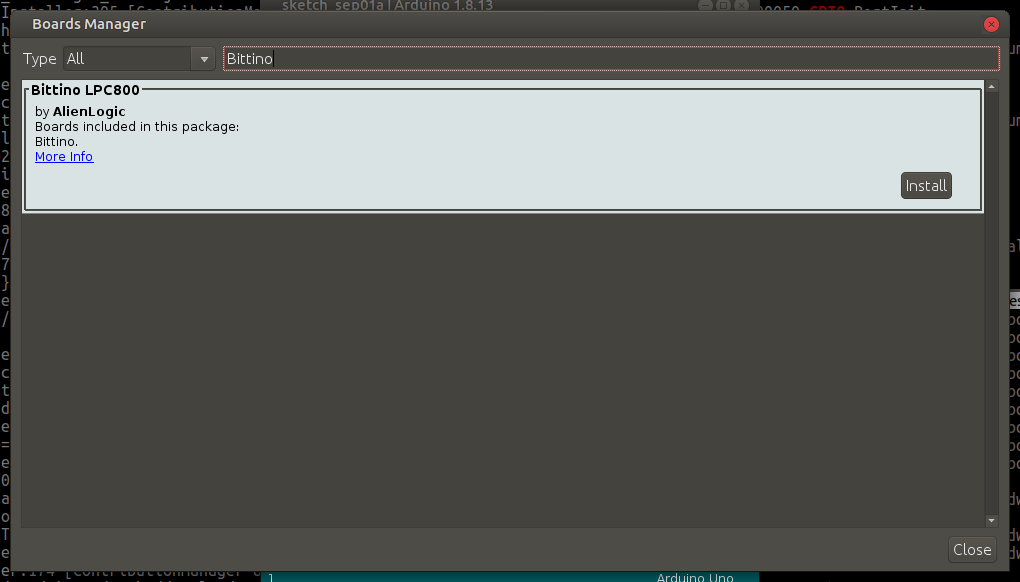 sketch_sep01a | Arduino 1.8.13
Boards Manager
Type All Bittino
Bittino LPC800
by AlienLogic
Boards included in this package:
Bittino.
More Info
Install
Close
Arduino Uno